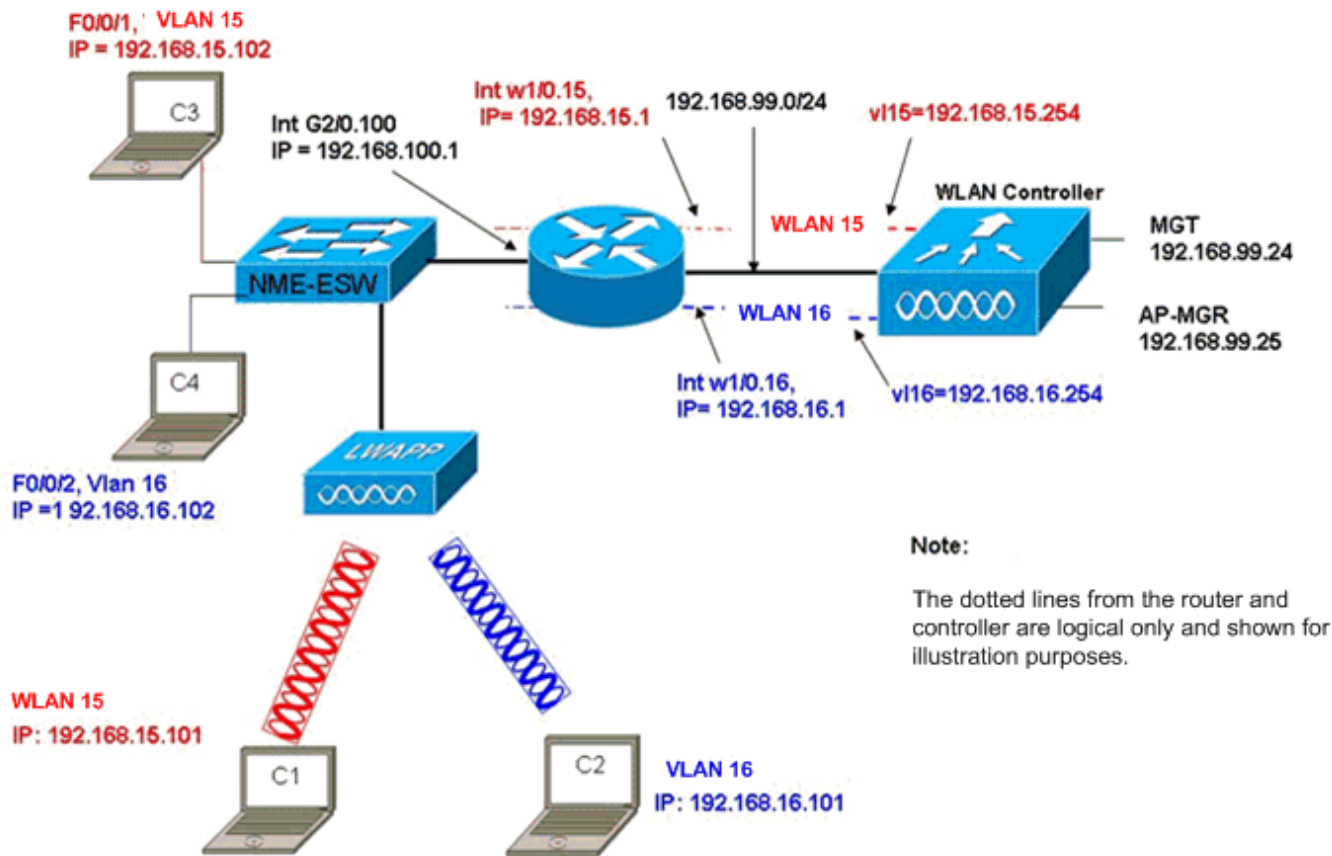 F0/0/1, ' VLAN 15
IP = 192.168.15.102
C3
Int G2/0.100
IP = 192.168.100.1
Int w1/0.15,
IP= 192.168.15.1
192.168.99.0/24
vl15=192.168.15.254
WLAN Controller
WLAN 15
MGT
192.168.99.24
NME-ESW
WLAN 16
AP-MGR
192.168.99.25
C4
Int w1/0.16,
IP= 192.168.16.1
vl16=192.168.16.254
LWAPP
F0/0/2, Vlan 16
IP =1 92.168.16.102
Note:
The dotted lines from the router and
controller are logical only and shown for
illustration purposes.
WLAN 15
IP: 192.168.15.101
C1
C2
VLAN 16
IP: 192.168.16.101